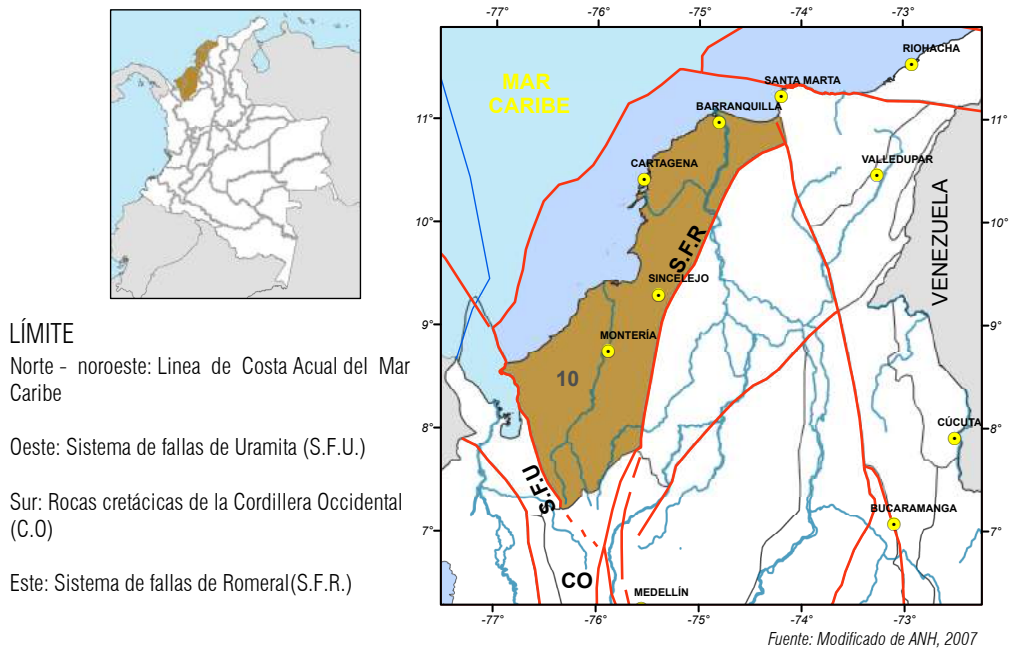 -77°
-76°
-75°
-74°
-73°
RIOHACHA
MAR
CARIBE
SANTA MARTA
BARRANQUILLA
11°
11°
VALLEDUPAR
CARTAGENA
10°
10°
S.F.R
VENEZUELA
SINCELEJO
9°
9°
MONTERÍA
10
CÚCUTA
8°
8°
S.F.U
BUCARAMANGA
7°
7°
CO
MEDELLÍN
-77°
-76°
-75°
-74°
-73°
Fuente: Modificado de ANH, 2007
LÍMITE
Norte - noroeste: Linea de Costa Acual del Mar
Caribe
Oeste: Sistema de fallas de Uramita (S.F.U.)
Sur: Rocas cretácicas de la Cordillera Occidental
(C.O)
Este: Sistema de fallas de Romeral(S.F.R.)